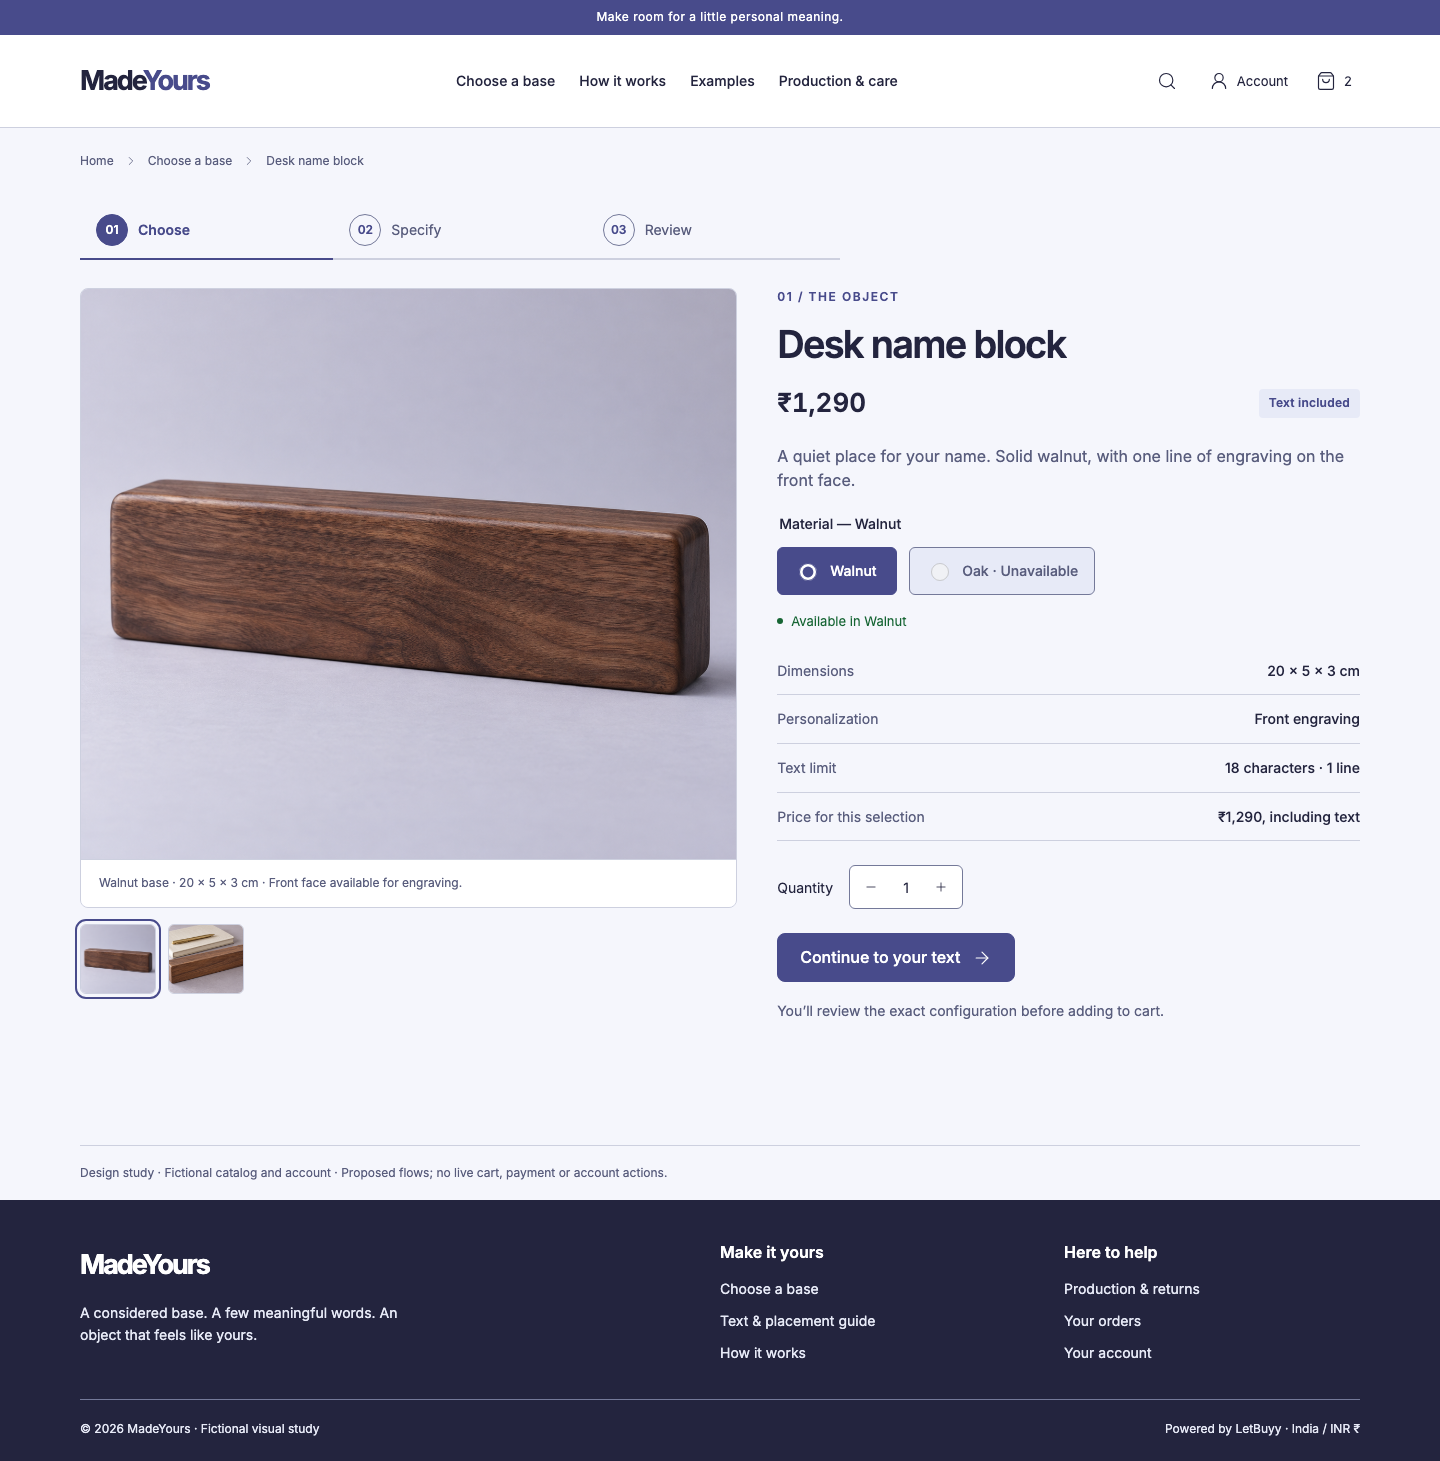 Make room for a little personal meaning.
MadeYours
Choose a base
How it works
Examples
Production & care
Account
2
Home
Choose a base
Desk name block
01 Choose
02 Specify
03 Review
01 / THE OBJECT
Desk name block
₹1,290
Text included
A quiet place for your name. Solid walnut, with one line of engraving on the
front face.
Material — Walnut
Walnut
Oak · Unavailable
Available in Walnut
Dimensions
20 × 5 × 3 cm
Personalization
Front engraving
Text limit
18 characters · 1 line
Price for this selection
₹1,290, including text
Walnut base · 20 × 5 × 3 cm · Front face available for engraving.
Quantity
− 1 +
Continue to your text
You’ll review the exact configuration before adding to cart.
Design study · Fictional catalog and account · Proposed flows; no live cart, payment or account actions.
MadeYours
A considered base. A few meaningful words. An
object that feels like yours.
Make it yours
Choose a base
Text & placement guide
How it works
Here to help
Production & returns
Your orders
Your account
© 2026 MadeYours · Fictional visual study
Powered by LetBuyy · India / INR ₹